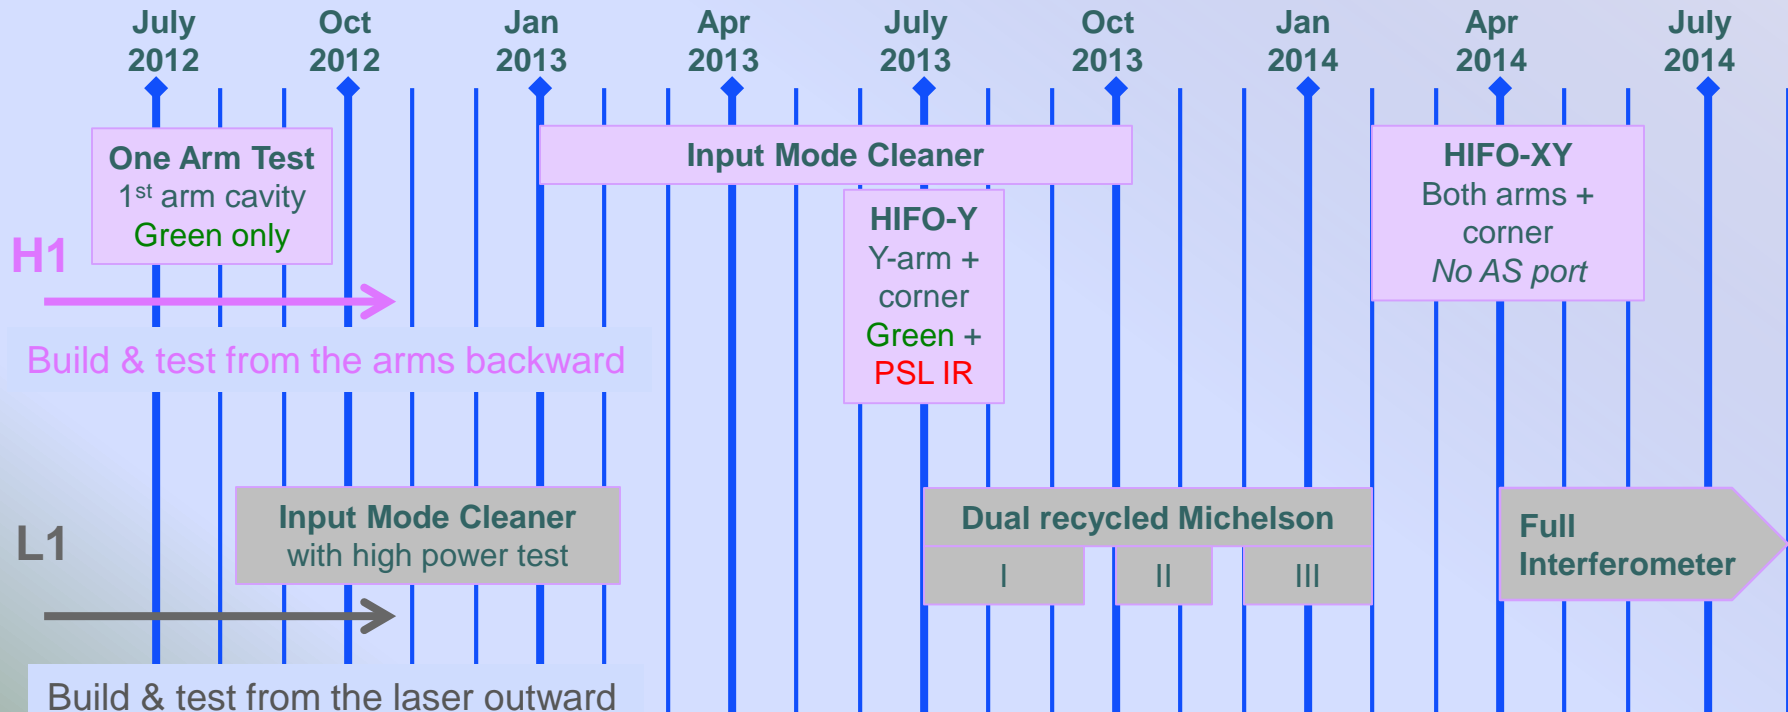 July Oct Jan Apr July Oct Jan Apr July
2012 2012 2013 2013 2013 2013 2014 2014 2014
One Arm Test
1st arm cavity
Green only
Input Mode Cleaner
HIFO-Y
Y-arm +
corner
Green +
PSL IR
HIFO-XY
Both arms +
corner
No AS port
H1
Build & test from the arms backward
L1
Input Mode Cleaner
with high power test
Dual recycled Michelson
I II III
Full
Interferometer
Build & test from the laser outward